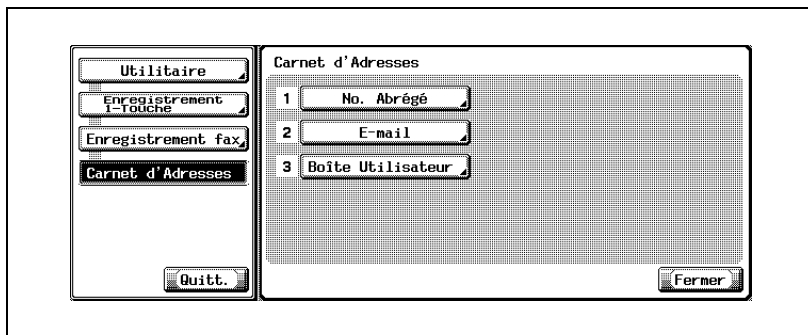 Utilitaire
Enregistrement
1-Touche
Enregistrement fax
Carnet d'Adresses
Quitt.
Carnet d'Adresses
1 No. Abrégé
2 E-mail
3 Boîte Utilisateur
Fermer